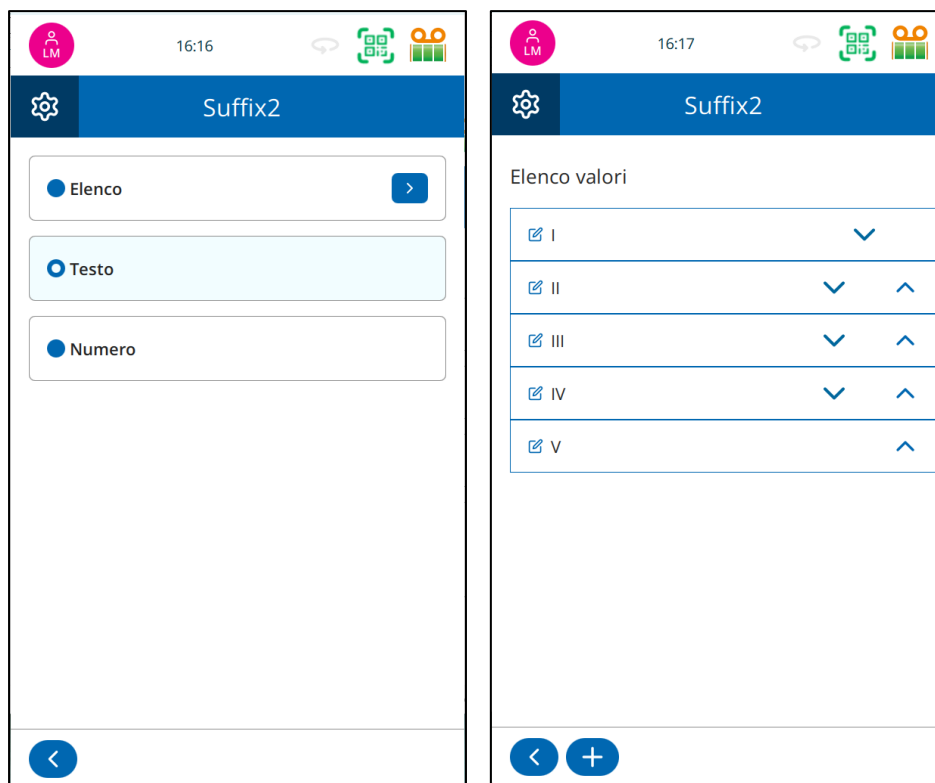 LM
16:16
Suffix2
Elenco
Testo
Numero
LM
16:17
Suffix2
Elenco valori
I
II
III
IV
V